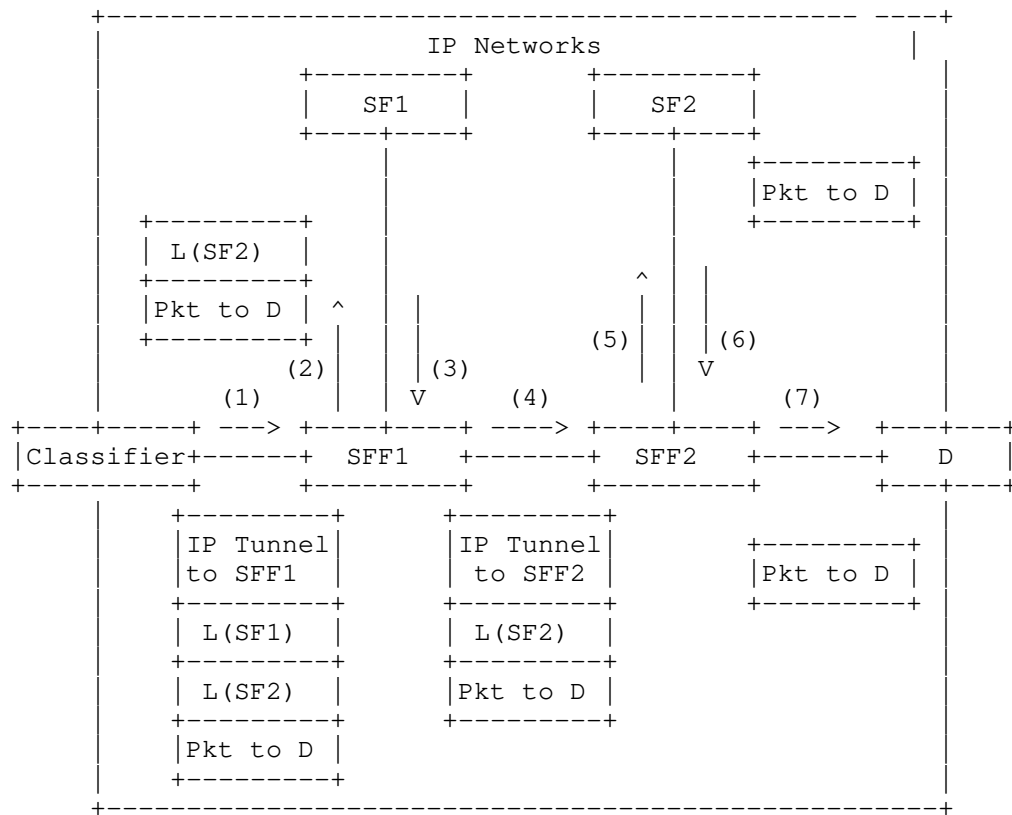 IP Networks
SF1 SF2
Pkt to D
L(SF2)
Pkt to D
(5) (6)
(2) (3)
(1) (4) (7)
Classifier SFF1 SFF2 D
IP Tunnel IP Tunnel
to SFF1 to SFF2 Pkt to D
L(SF1) L(SF2)
L(SF2) Pkt to D
Pkt to D